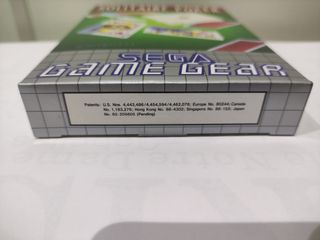 SOLITAIRE POKER
SEGA
GAME GEAR
Patents: U.S. Nos. 4,442,486/4,454,594/4,462,076; Europe No. 80244; Canada
No. 1,183,276; Hong Kong No. 88-4302; Singapore No. 88-155; Japan
No. 82-205605 (Pending)